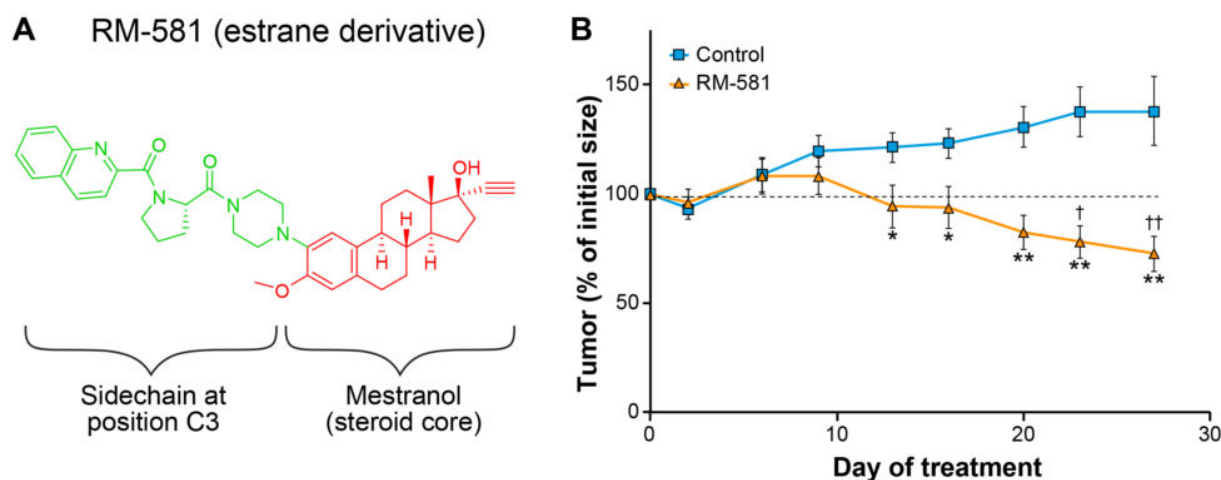 A
RM-581 (estrane derivative)
N
O
N
O
N
N
O
OH
H
H
H
Sidechain at
position C3
Mestranol
(steroid core)
B
Control
RM-581
Tumor (% of initial size)
150
100
50
0
0
10
20
30
Day of treatment
*
*
**
†
**
††
**